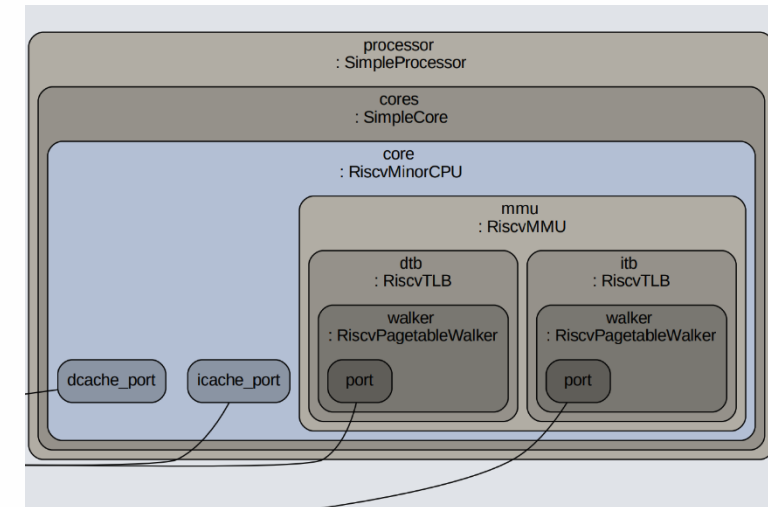 processor
: SimpleProcessor
cores
: SimpleCore
core
: RiscvMinorCPU
mmu
: RiscvMMU
dtb
: RiscvTLB
itb
: RiscvTLB
walker
: RiscvPagetableWalker
walker
: RiscvPagetableWalker
dcache_port
icache_port
port
port